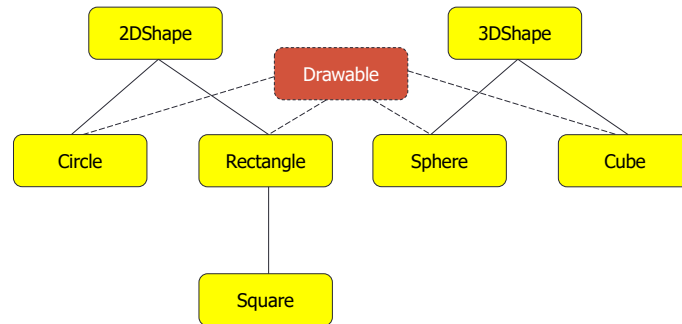 2DShape
3DShape
Drawable
Circle
Rectangle
Sphere
Cube
Square